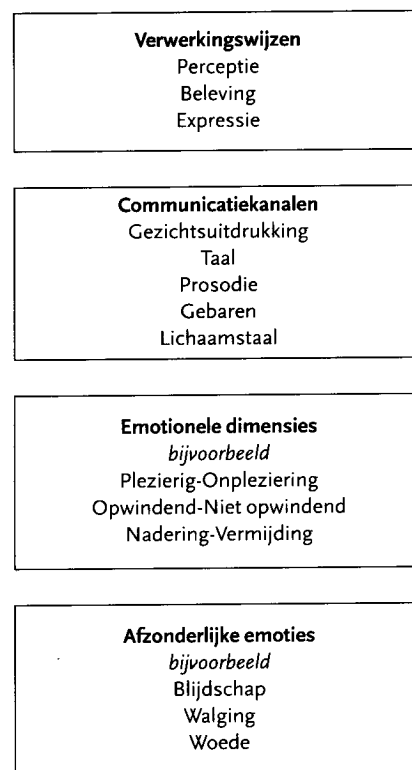 Verwerkingswijzen
Perceptie
Beleving
Expressie
Communicatiekanalen
Gezichtsuitdrukking
Taal
Prosodie
Gebaren
Lichaamstaal
Emotionele dimensies
bijvoorbeeld
Plezierig-Onpleziering
Opwindend-Niet opwindend
Nadering-Vermijding
Afzonderlijke emoties
bijvoorbeeld
Blijdschap
Walging
Woede